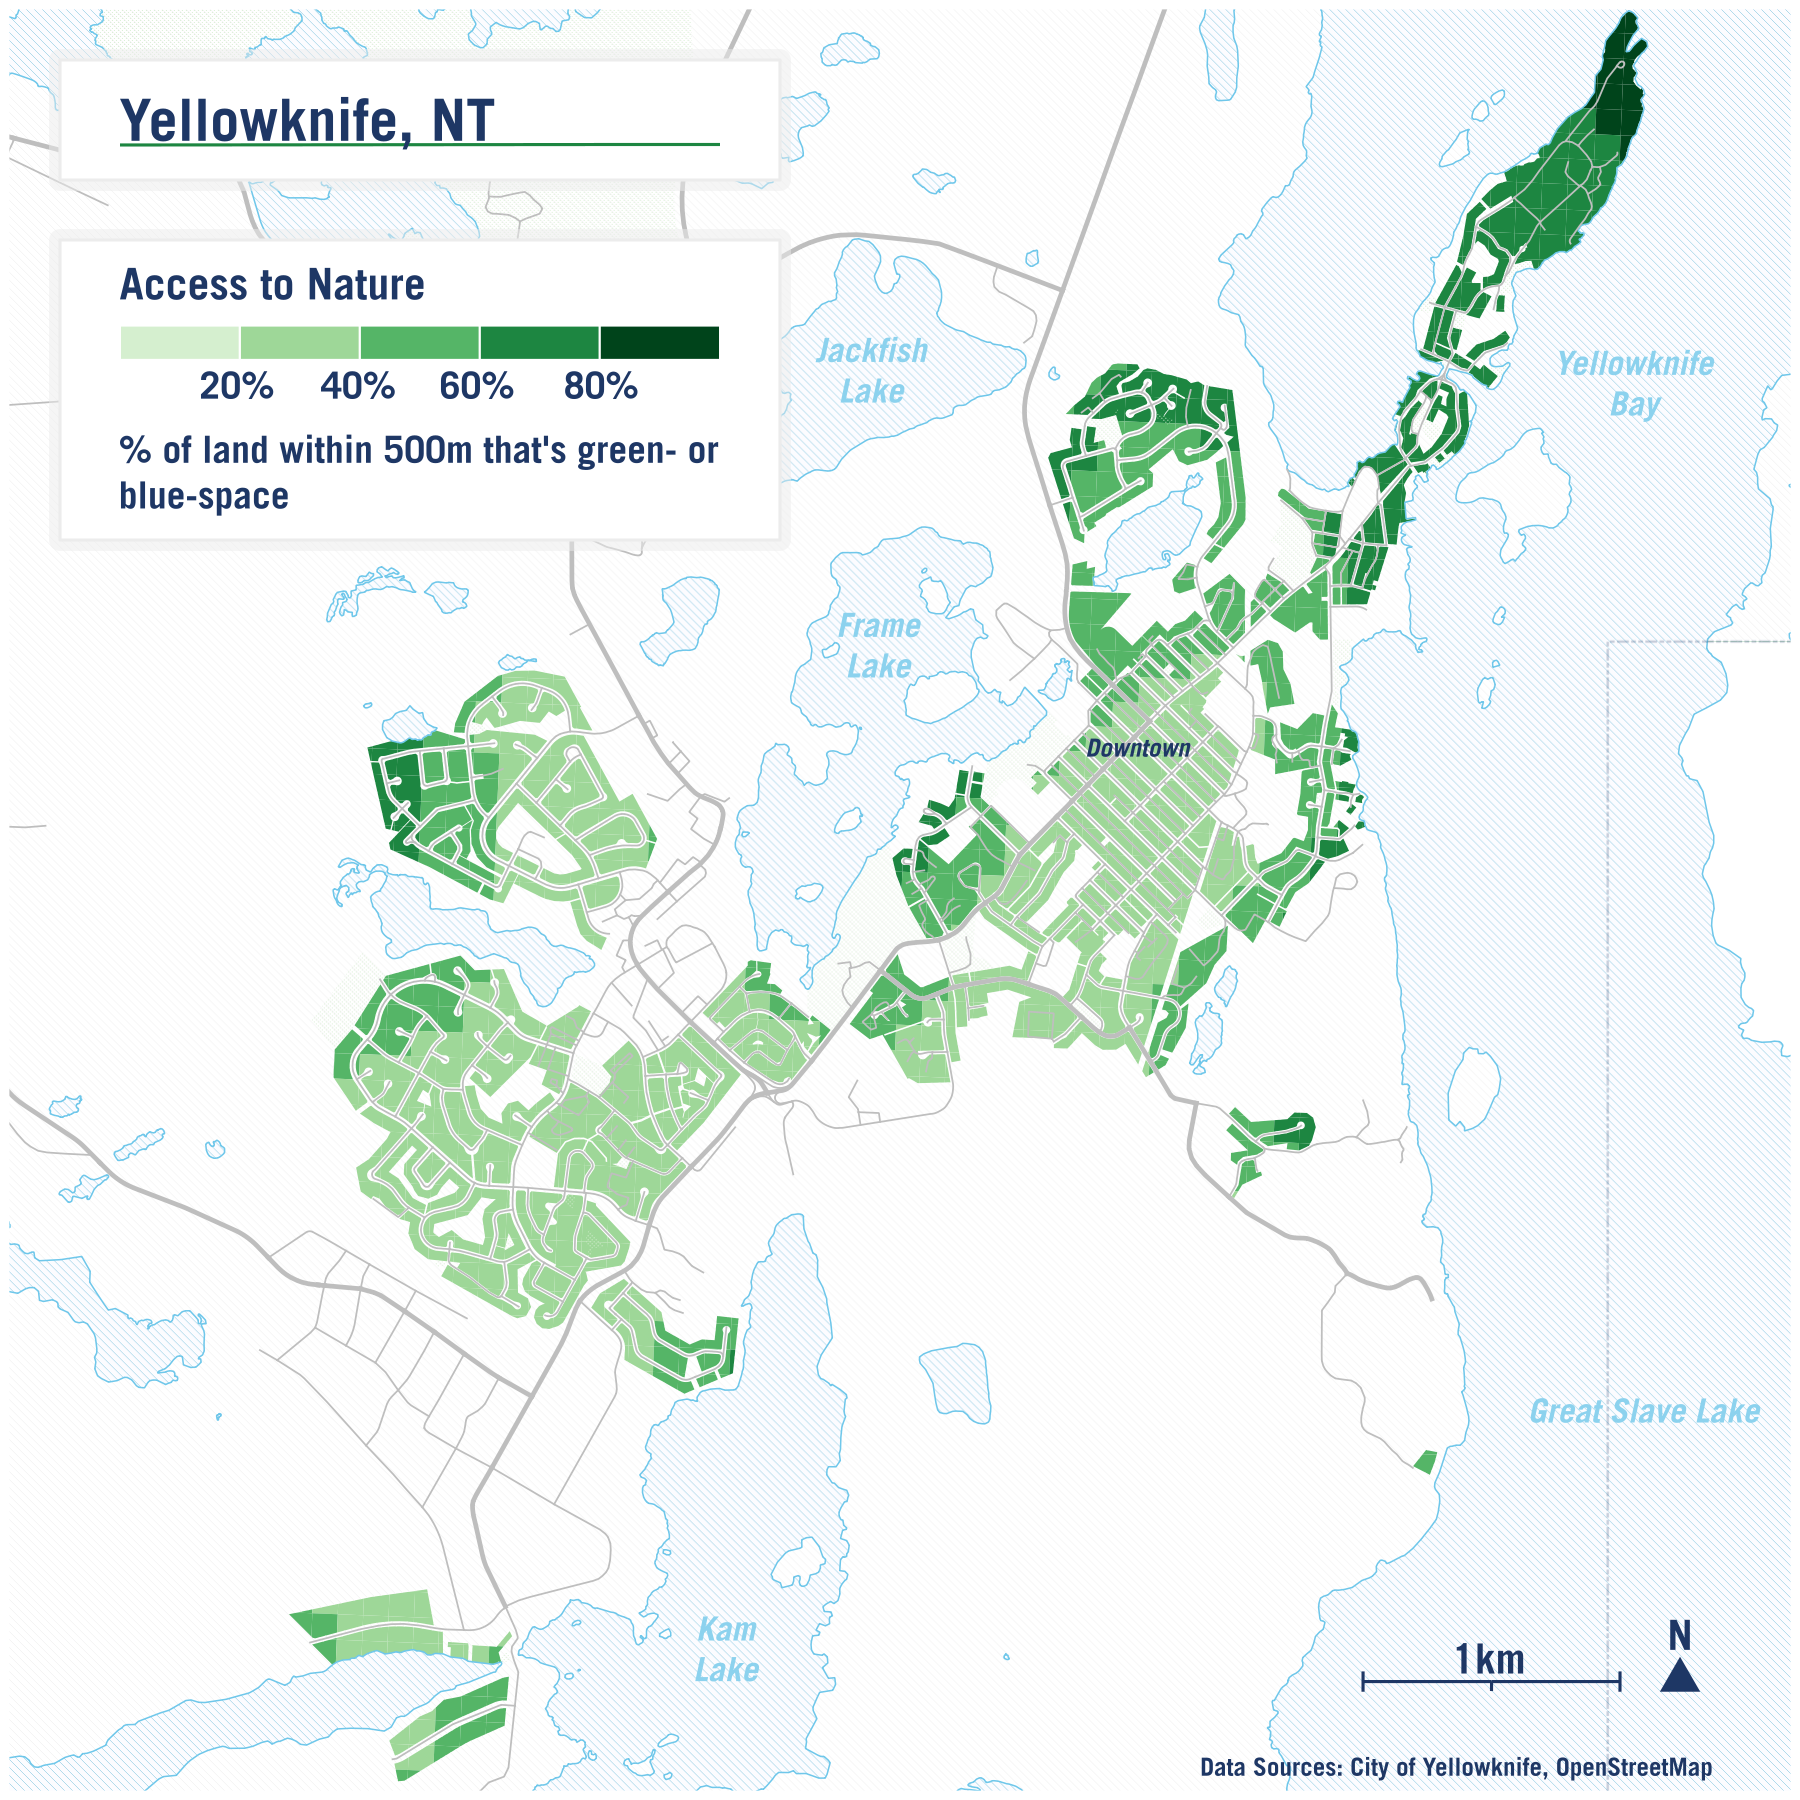 Yellowknife, NT
Access to Nature
20% 40% 60% 80%
% of land within 500m that's green- or
blue-space
Jackfish
Lake
Yellowknife
Bay
Frame
Lake
Downtown
Great Slave Lake
Kam
Lake
1km
N
Data Sources: City of Yellowknife, OpenStreetMap